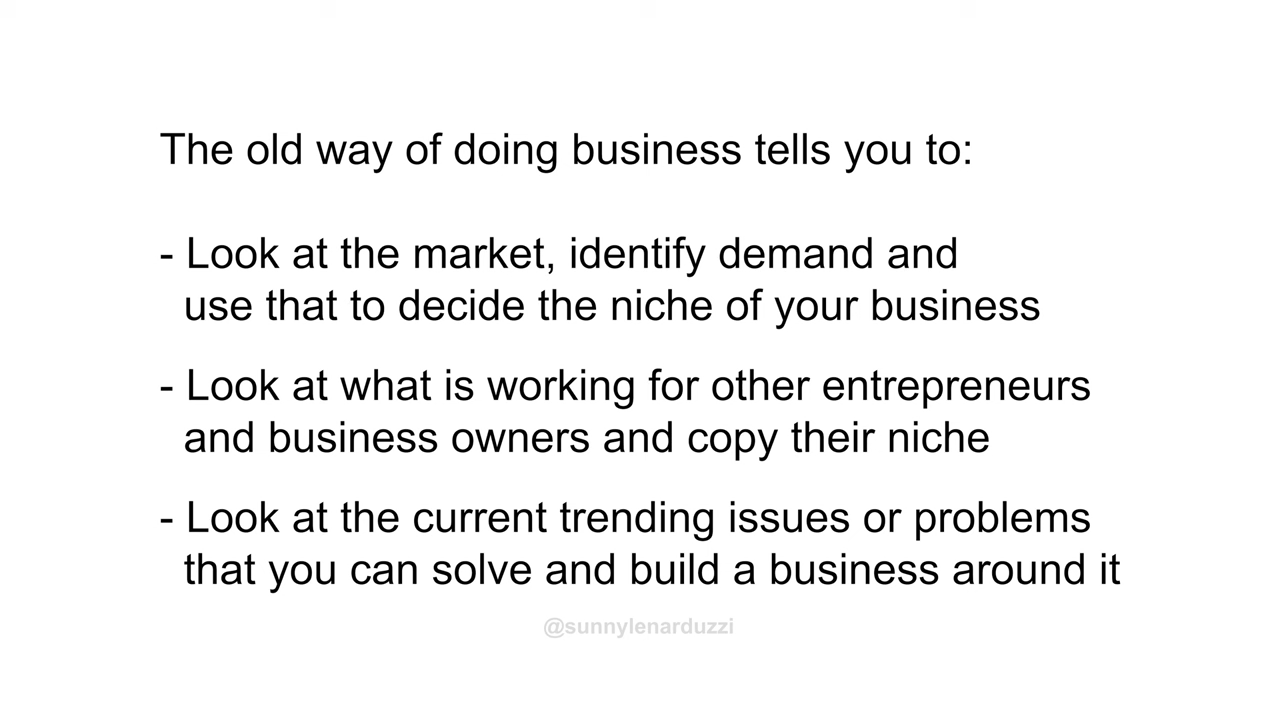 The old way of doing business tells you to:
- Look at the market, identify demand and
use that to decide the niche of your business
- Look at what is working for other entrepreneurs
and business owners and copy their niche
- Look at the current trending issues or problems
that you can solve and build a business around it
@sunnylenarduzzi